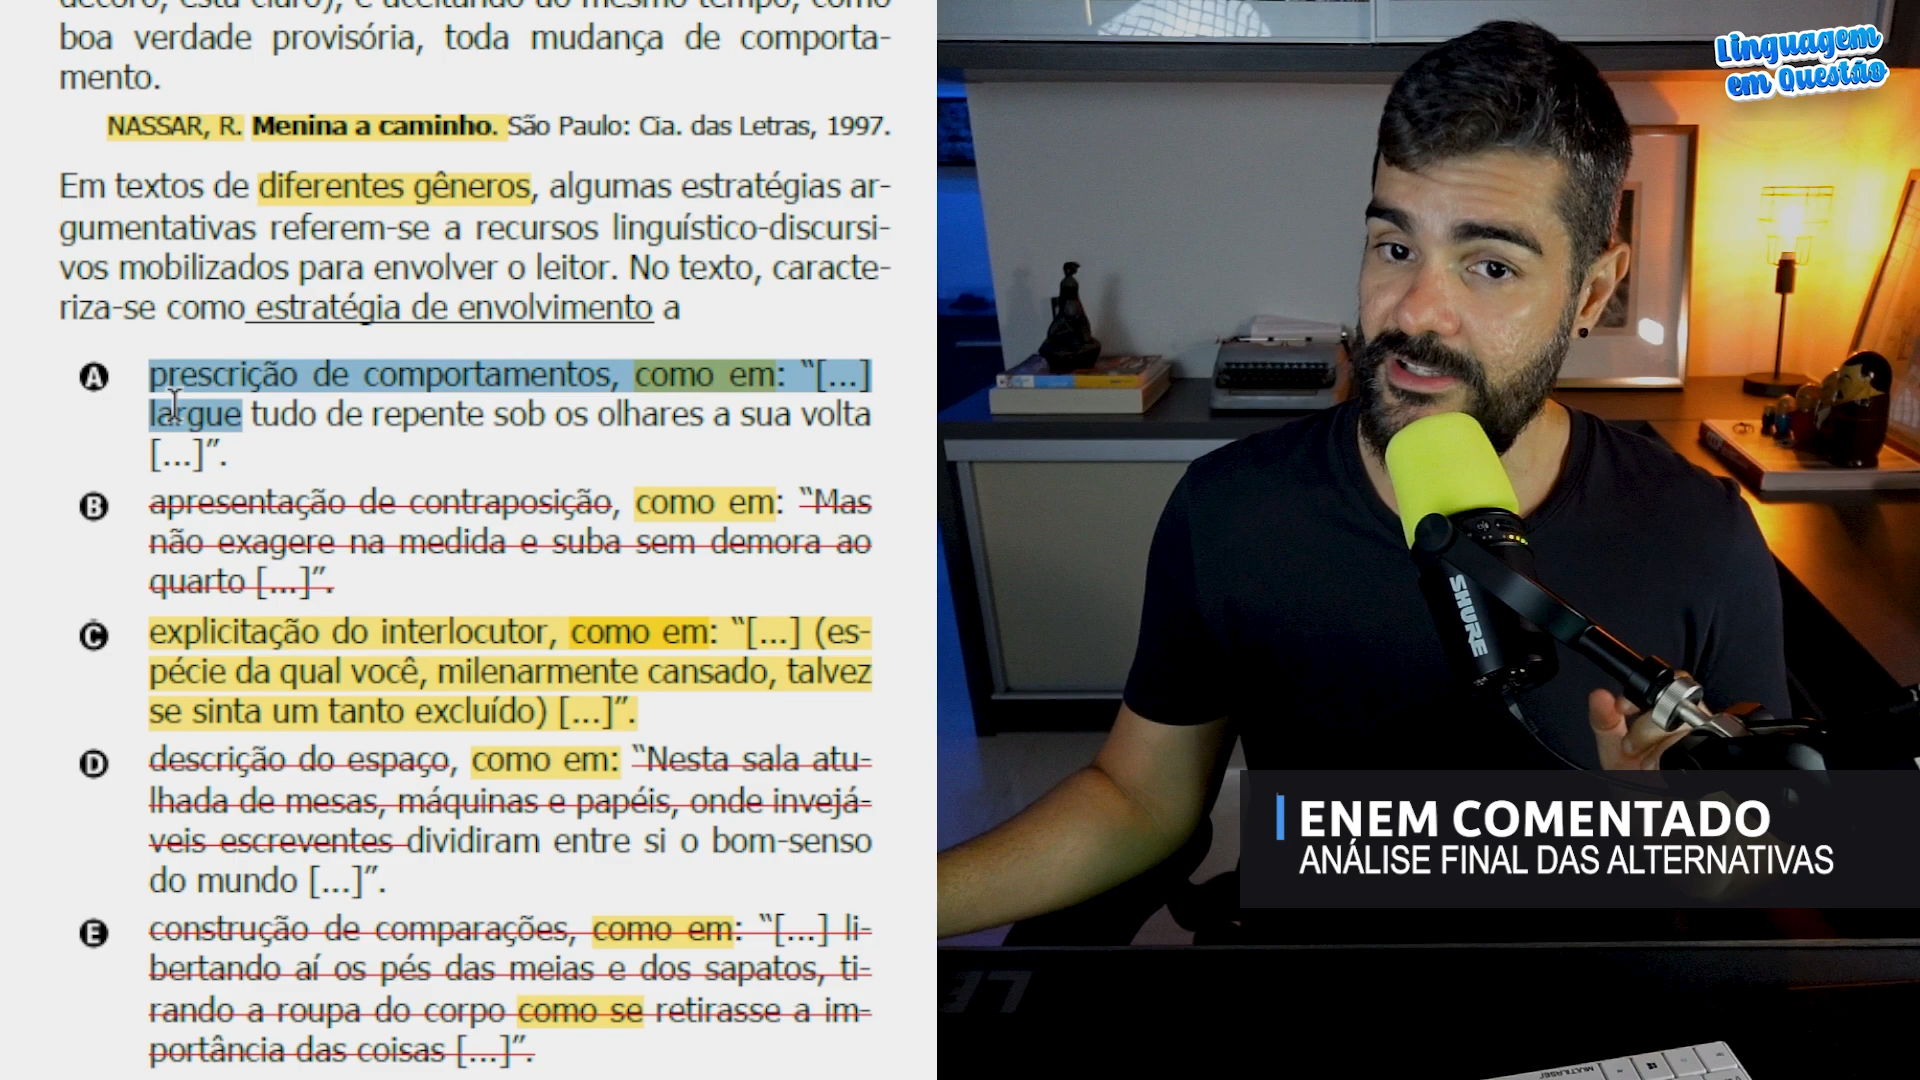 decoro, está claro), e aceitando ao mesmo tempo, como
boa verdade provisória, toda mudança de comporta-
mento.
NASSAR, R. Menina a caminho. São Paulo: Cia. das Letras, 1997.
Em textos de diferentes gêneros, algumas estratégias ar-
gumentativas referem-se a recursos linguístico-discursi-
vos mobilizados para envolver o leitor. No texto, caracte-
riza-se como estratégia de envolvimento a
A prescrição de comportamentos, como em: “[...]
largue tudo de repente sob os olhares a sua volta
[...]”.
B apresentação de contraposição, como em: “Mas
não exagere na medida e suba sem demora ao
quarto [...]”.
C explicitação do interlocutor, como em: “[...] (es-
pécie da qual você, milenarmente cansado, talvez
se sinta um tanto excluído) [...]”.
D descrição do espaço, como em: “Nesta sala atu-
lhada de mesas, máquinas e papéis, onde invejá-
veis escreventes dividiram entre si o bom-senso
do mundo [...]”.
E construção de comparações, como em: “[...] li-
bertando aí os pés das meias e dos sapatos, ti-
rando a roupa do corpo como se retirasse a im-
portância das coisas [...]”.
Linguagem
em Questão
SHURE
ENEM COMENTADO
ANÁLISE FINAL DAS ALTERNATIVAS